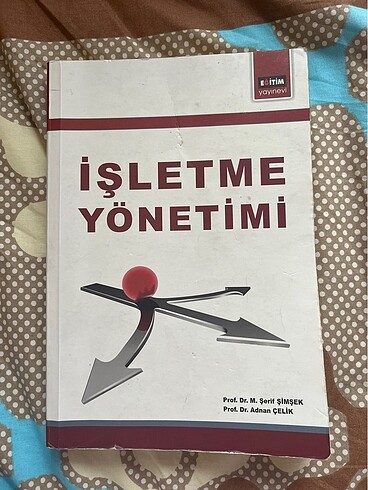 EĞİTİM
yayınevi
İŞLETME
YÖNETİMİ
Prof. Dr. M. Şerif ŞİMŞEK
Prof. Dr. Adnan ÇELİK